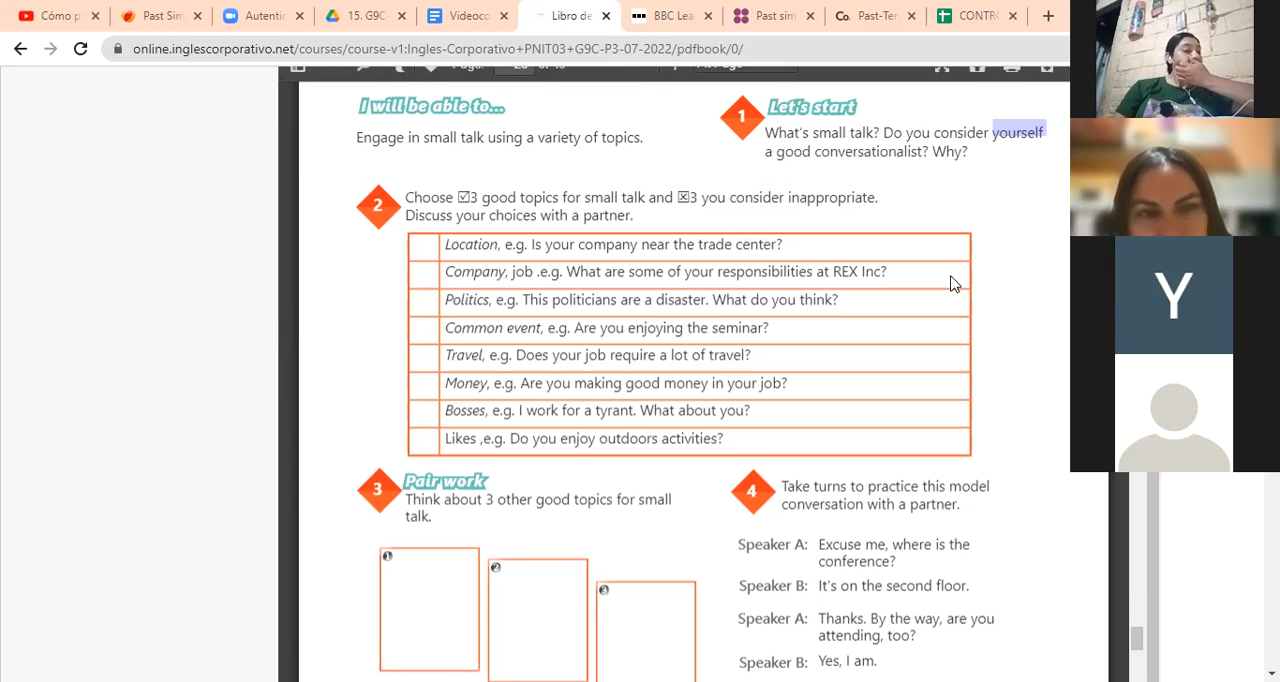 Cómo p
Past Sim
Autentic
15. G9C
Videoco
Libro de
BBC Lea
Past sim
Co.
Past-Ten
CONTRO
online.inglescorporativo.net/courses/course-v1:Ingles-Corporativo+PNIT03+G9C-P3-07-2022/pdfbook/0/
I will be able to...
Engage in small talk using a variety of topics.
1
Let's start
What's small talk? Do you consider yourself
a good conversationalist? Why?
2
Choose ☑3 good topics for small talk and ☒3 you consider inappropriate.
Discuss your choices with a partner.
Location, e.g. Is your company near the trade center?
Company, job .e.g. What are some of your responsibilities at REX Inc?
Politics, e.g. This politicians are a disaster. What do you think?
Common event, e.g. Are you enjoying the seminar?
Travel, e.g. Does your job require a lot of travel?
Money, e.g. Are you making good money in your job?
Bosses, e.g. I work for a tyrant. What about you?
Likes ,e.g. Do you enjoy outdoors activities?
3
Pair work
Think about 3 other good topics for small
talk.
1
2
3
4
Take turns to practice this model
conversation with a partner.
Speaker A: Excuse me, where is the
conference?
Speaker B: It's on the second floor.
Speaker A: Thanks. By the way, are you
attending, too?
Speaker B: Yes, I am.
Y